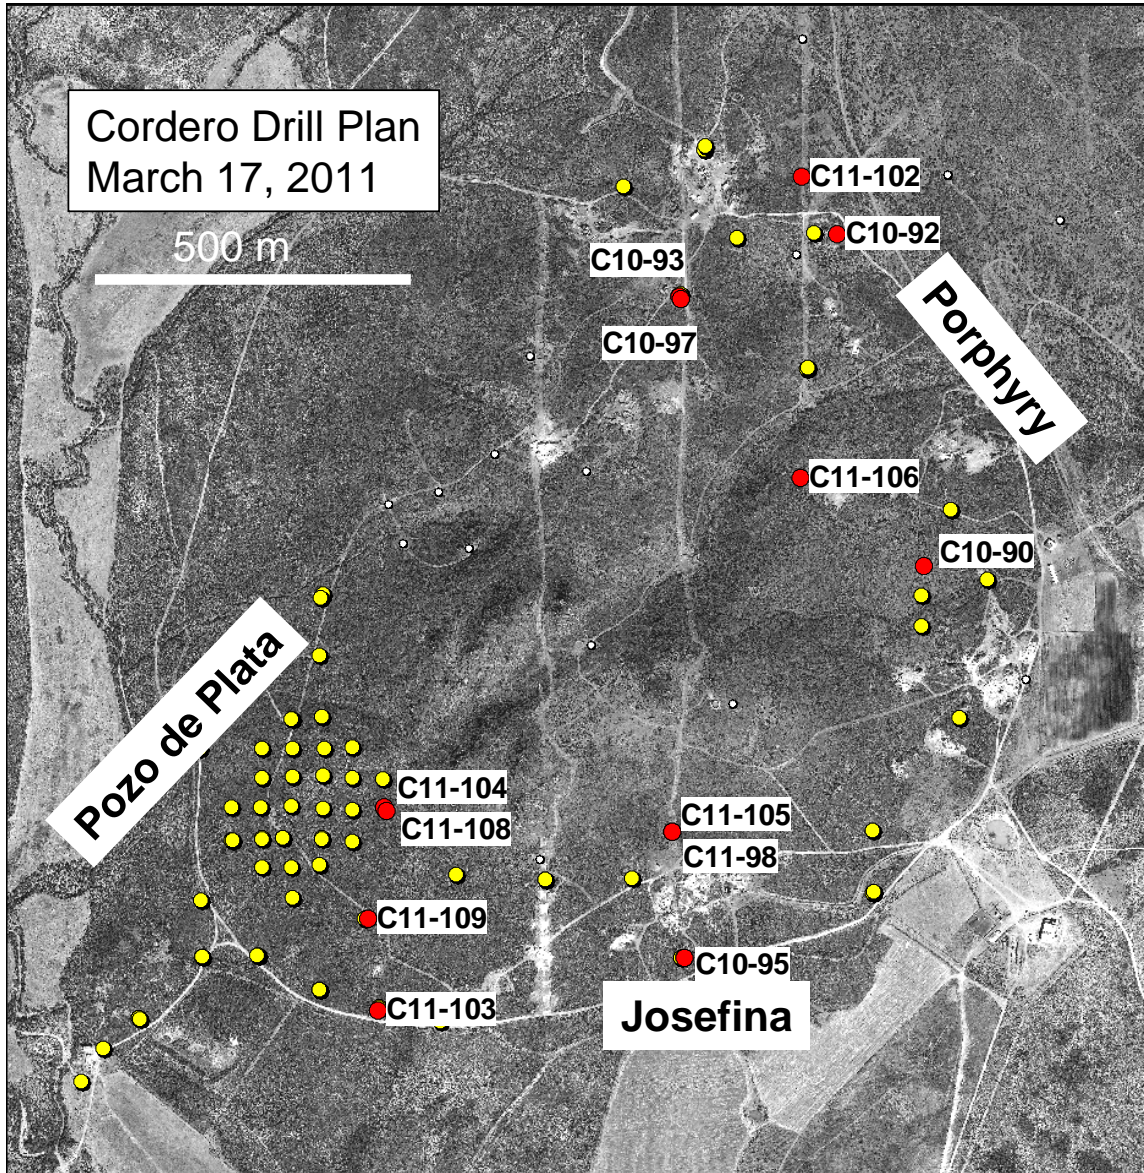 Cordero Drill Plan
March 17, 2011
500 m
C11-102
C10-92
C10-93
C10-97
Porphyry
C11-106
C10-90
Pozo de Plata
C11-104
C11-108
C11-105
C11-98
C11-109
C10-95
C11-103
Josefina